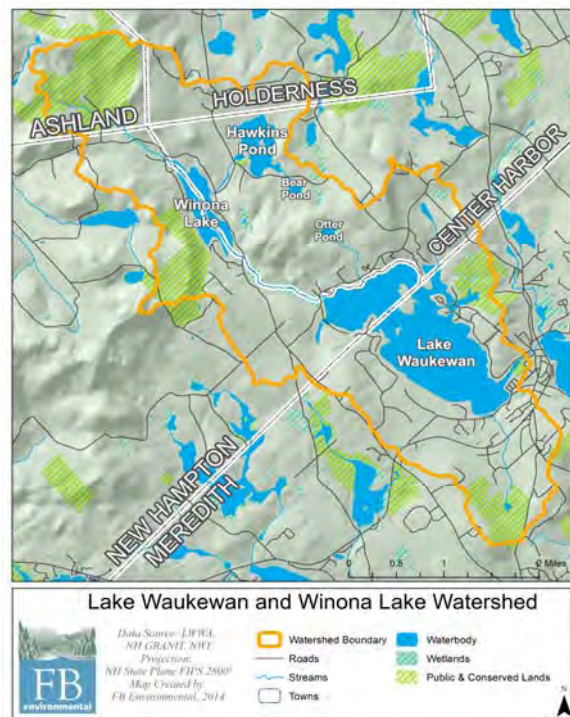 HOLDERNESS
ASHLAND
Hawkins
Pond
Bear
Pond
Winona
Lake
Otter
Pond
CENTER HARBOR
Lake
Waukewan
NEW HAMPTON
MEREDITH
0 0.5 1 2 Miles
Lake Waukewan and Winona Lake Watershed
FB
environmental
Data Source: LWWA,
NH GRANIT, NWI
Projection:
NH State Plane FIPS 2800
Map Created by
FB Environmental, 2014
Watershed Boundary
Roads
Streams
Towns
Waterbody
Wetlands
Public & Conserved Lands
N